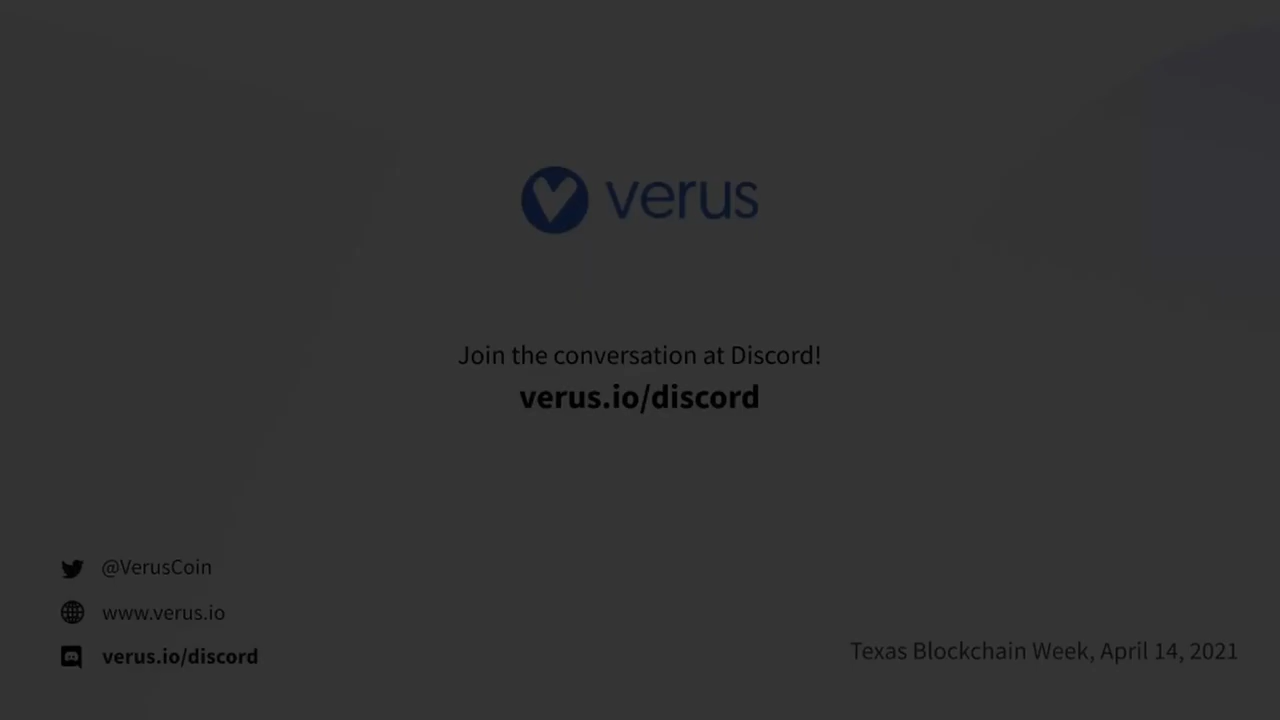 verus
Join the conversation at Discord!
verus.io/discord
@VerusCoin
www.verus.io
verus.io/discord
Texas Blockchain Week, April 14, 2021